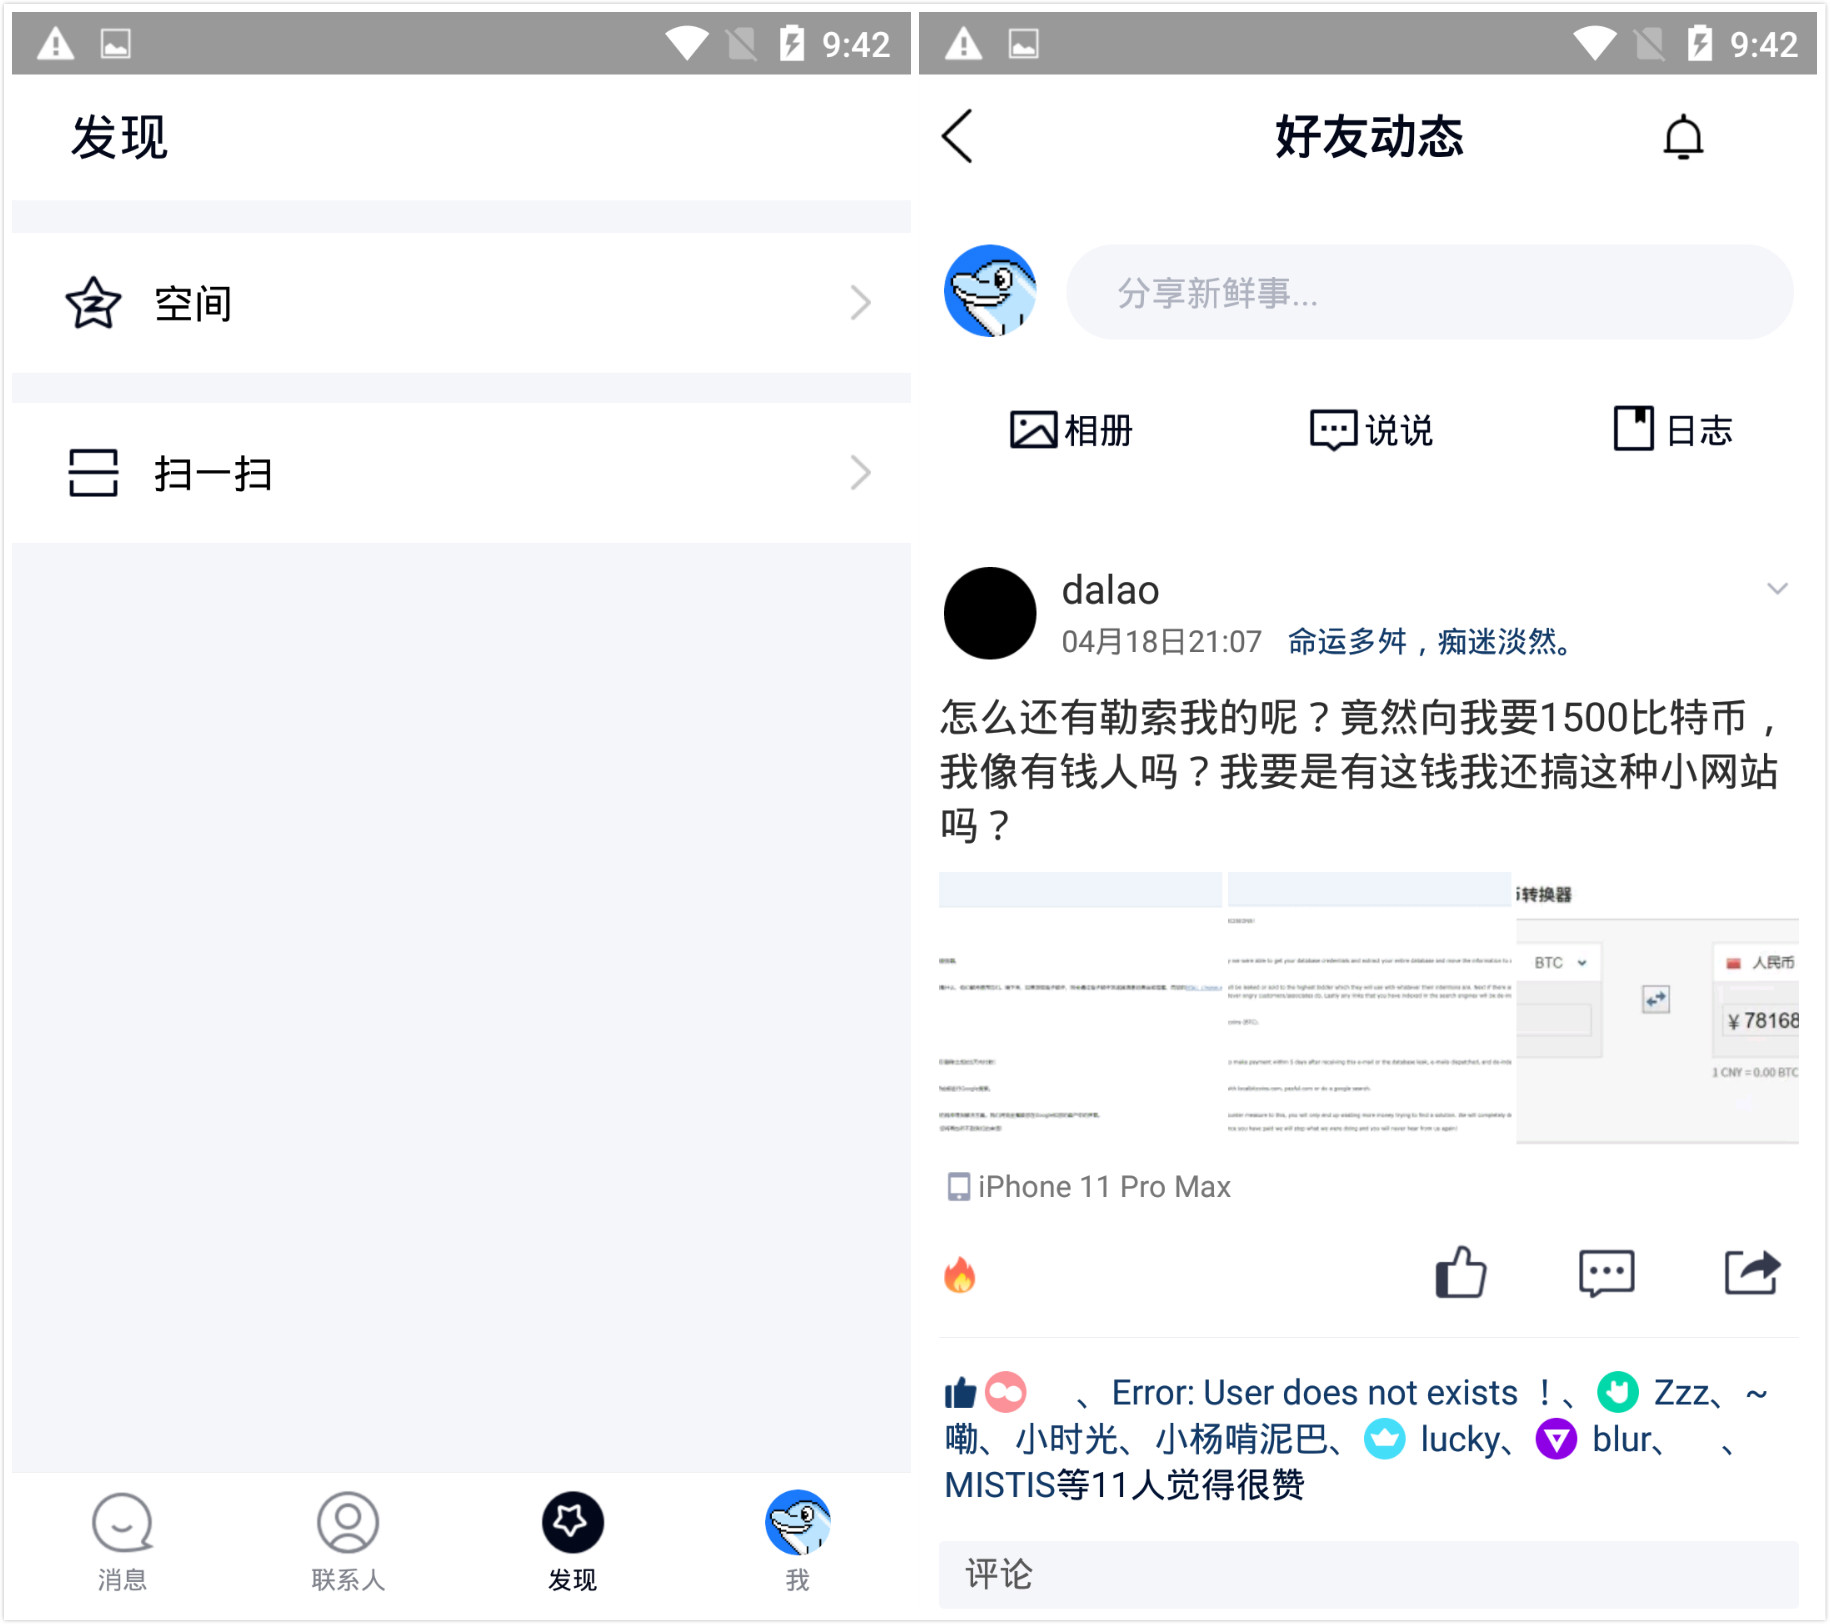 9:42
发现
空间
扫一扫
消息
联系人
发现
我
9:42
好友动态
分享新鲜事...
相册
说说
日志
dalao
04月18日21:07 命运多舛，痴迷淡然。
怎么还有勒索我的呢？竟然向我要1500比特币，
我像有钱人吗？我要是有这钱我还搞这种小网站
吗？
转换器
BTC
人民币
¥ 78168
1 CNY = 0.00 BTC
iPhone 11 Pro Max
、Error: User does not exists ！、 Zzz、~
嘞、小时光、小杨啃泥巴、 lucky、 blur、 、
MISTIS等11人觉得很赞
评论